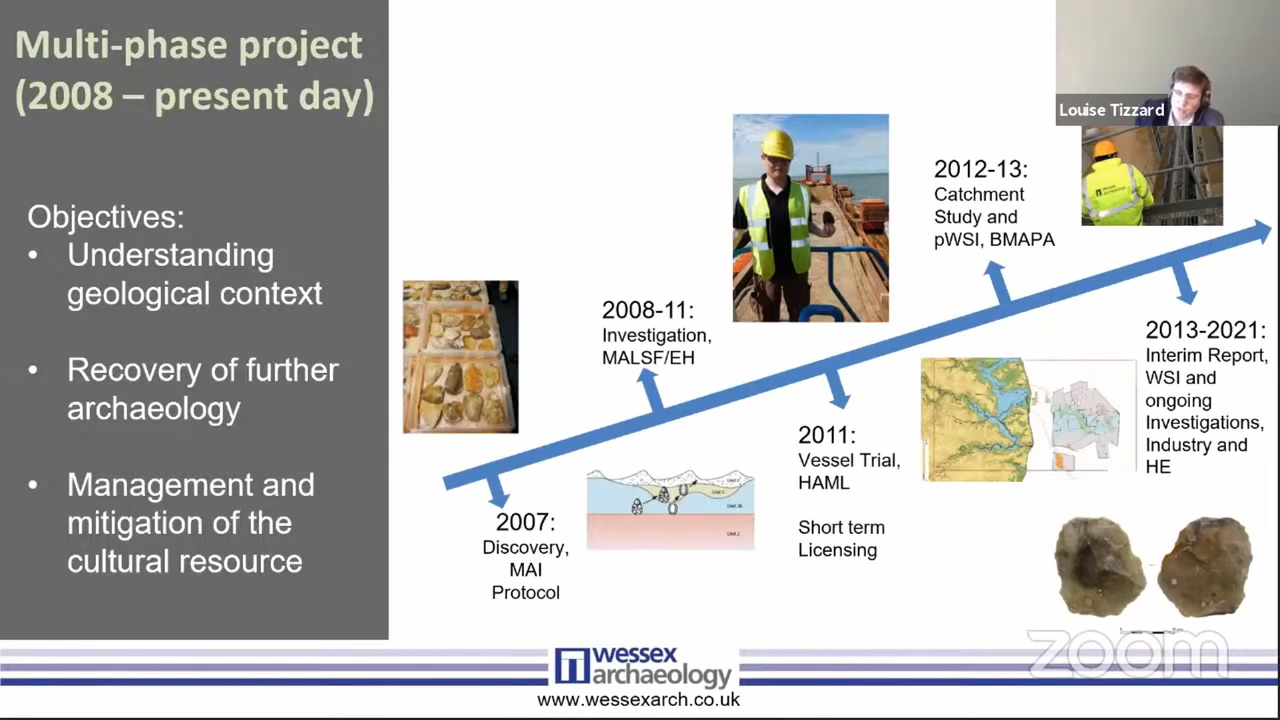 Multi-phase project
(2008 – present day)
Objectives:
• Understanding
geological context
• Recovery of further
archaeology
• Management and
mitigation of the
cultural resource
2007:
Discovery,
MAI
Protocol
2008-11:
Investigation,
MALSF/EH
2011:
Vessel Trial,
HAML
Short term
Licensing
2012-13:
Catchment
Study and
pWSI, BMAPA
2013-2021:
Interim Report,
WSI and
ongoing
Investigations,
Industry and
HE
Louise Tizzard
wessex
archaeology
www.wessexarch.co.uk
zoom